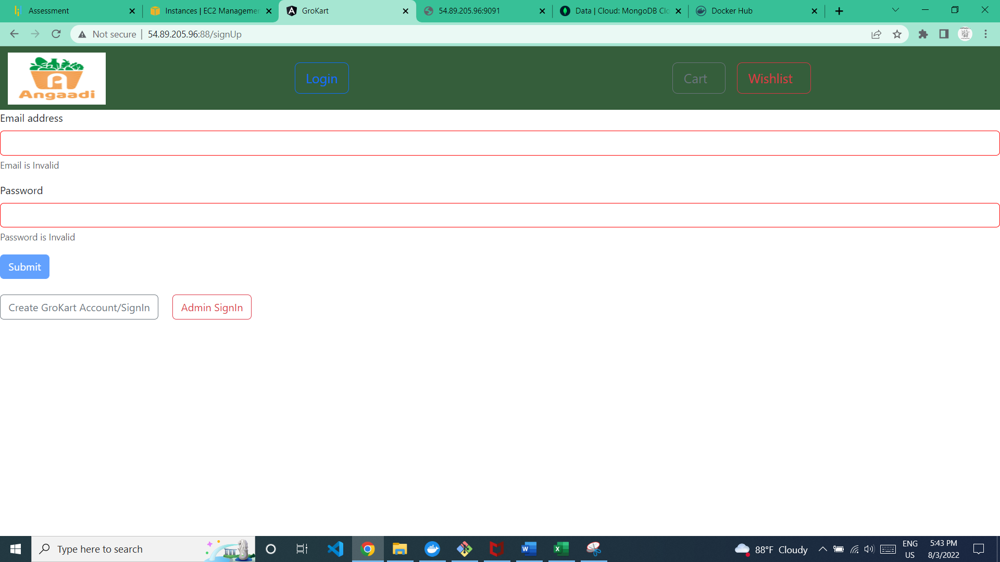 Assessment
Instances | EC2 Managemen
GroKart
54.89.205.96:9091
Data | Cloud: MongoDB Clo
Docker Hub
Not secure
54.89.205.96:88/signUp
Angaadi
Login
Cart
Wishlist
Email address
Email is Invalid
Password
Password is Invalid
Submit
Create GroKart Account/SignIn
Admin SignIn
Type here to search
88°F Cloudy
ENG
US
5:43 PM
8/3/2022